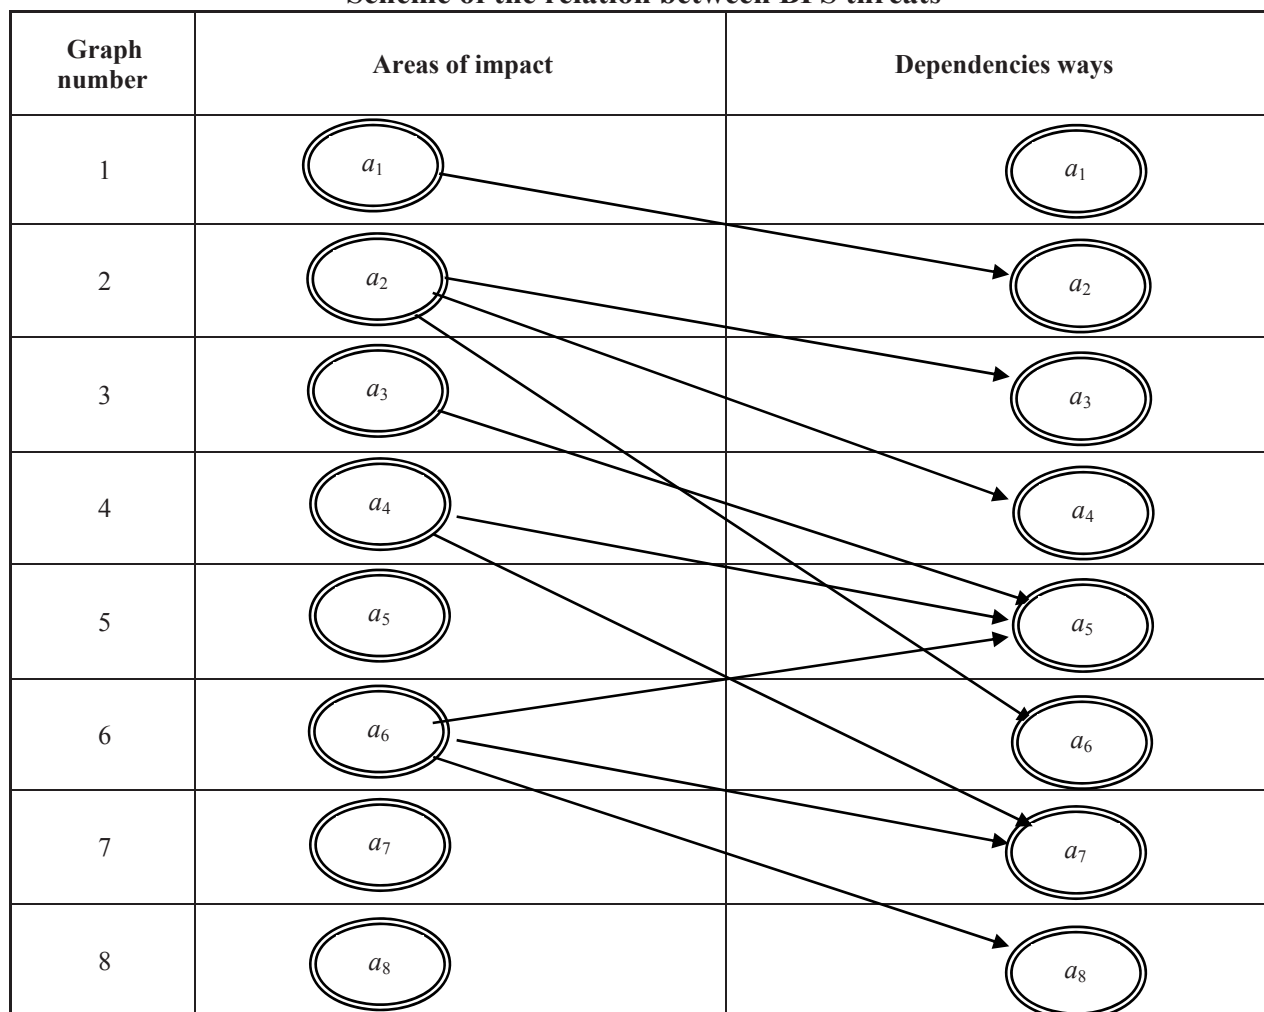 Scheme of the relation between BPS threats
Graph number
Areas of impact
Dependencies ways
1
a1
a1
2
a2
a2
3
a3
a3
4
a4
a4
5
a5
a5
6
a6
a6
7
a7
a7
8
a8
a8